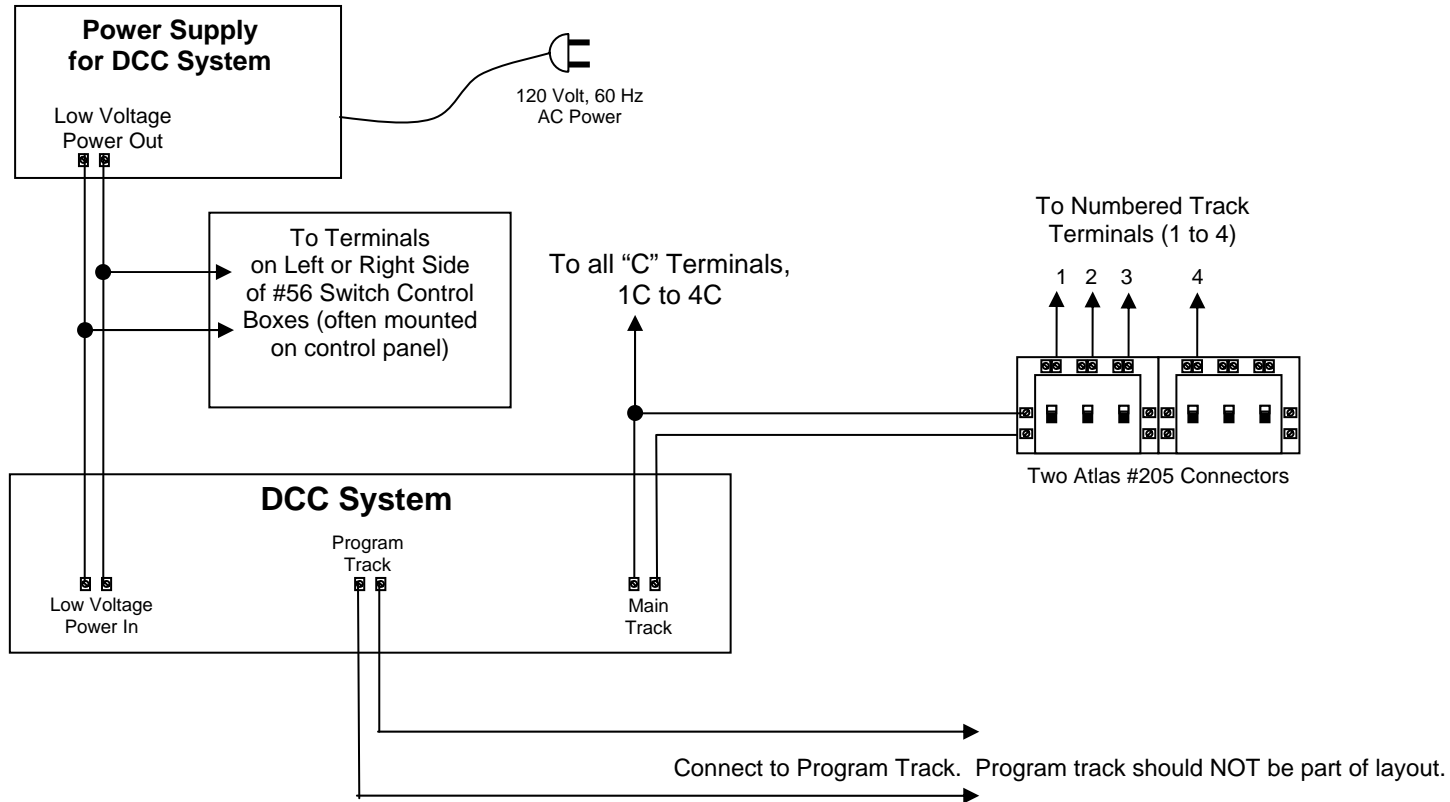 Power Supply
for DCC System
Low Voltage
Power Out
120 Volt, 60 Hz
AC Power
To Terminals
on Left or Right Side
of #56 Switch Control
Boxes (often mounted
on control panel)
To all “C” Terminals,
1C to 4C
To Numbered Track
Terminals (1 to 4)
1 2 3 4
Two Atlas #205 Connectors
DCC System
Program
Track
Low Voltage
Power In
Main
Track
Connect to Program Track.  Program track should NOT be part of layout.